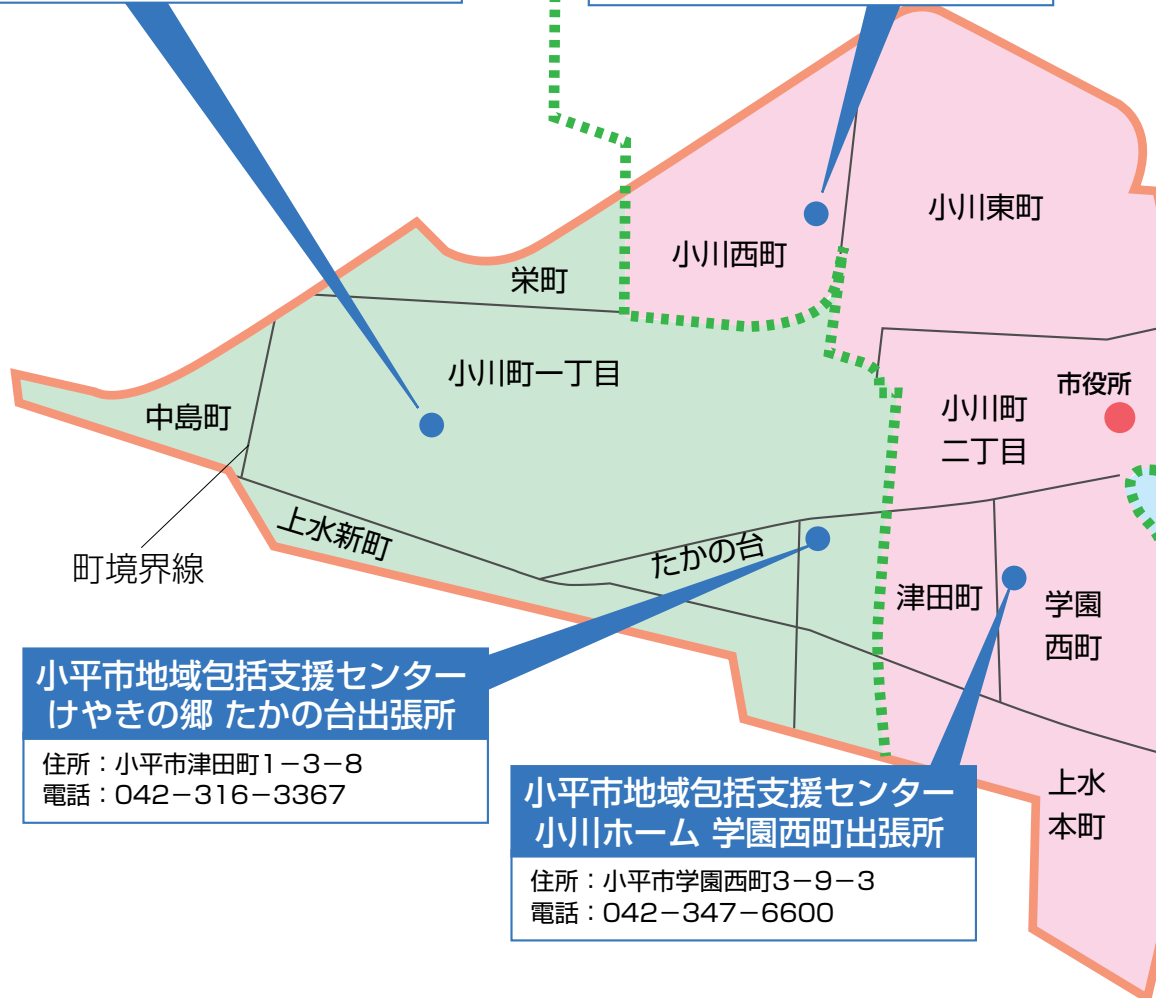 小川東町
小川西町
栄町
小川町一丁目
市役所
小川町
二丁目
中島町
上水新町
たかの台
町境界線
津田町
学園
西町
小平市地域包括支援センター
けやきの郷 たかの台出張所
住所：小平市津田町1－3－8
電話：042－316－3367
小平市地域包括支援センター
小川ホーム 学園西町出張所
住所：小平市学園西町3－9－3
電話：042－347－6600
上水
本町